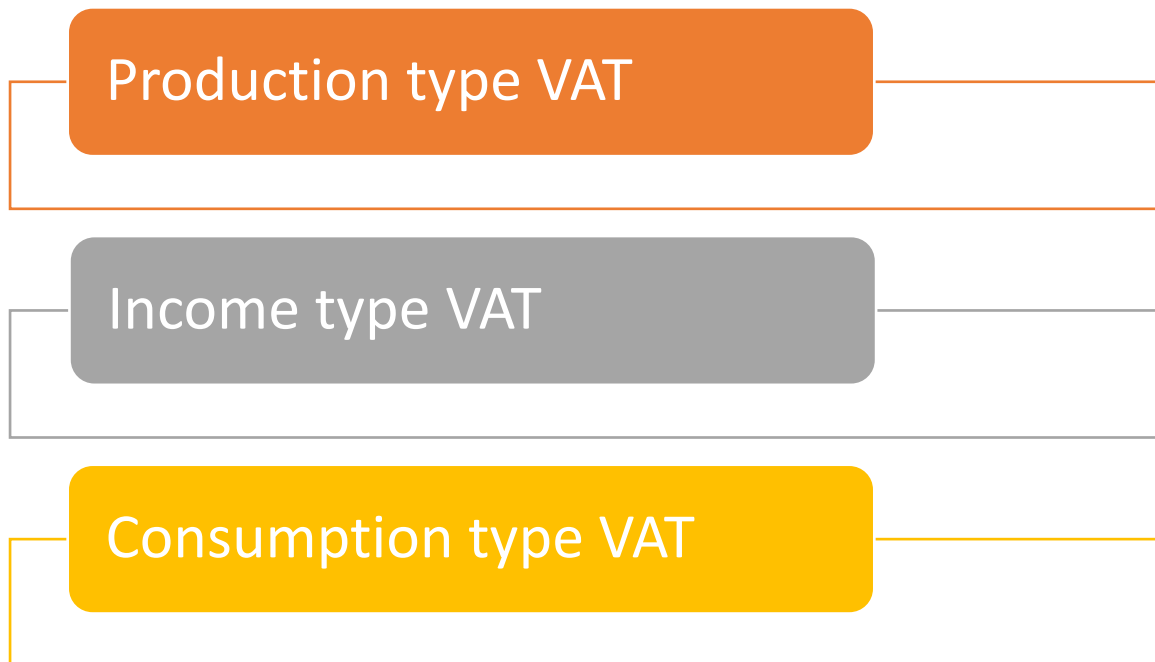 Production type VAT
Income type VAT
Consumption type VAT